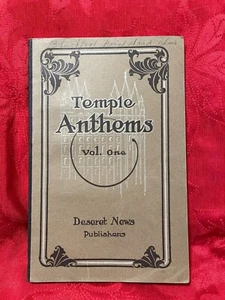 Temple
Anthems
Vol. One
Deseret News
Publishers